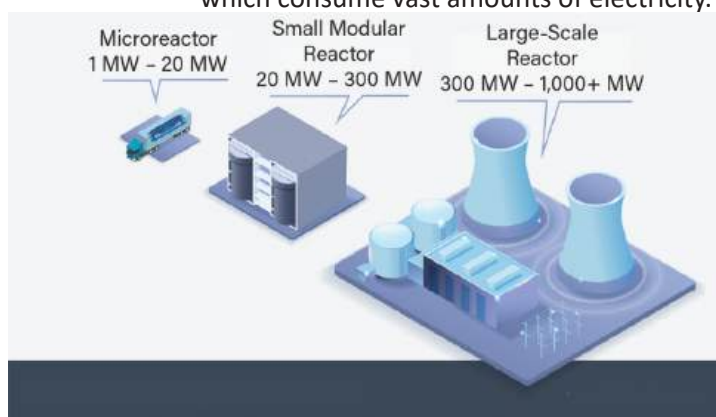 which consume vast amounts of electricity.
Microreactor
1 MW – 20 MW
Small Modular
Reactor
20 MW – 300 MW
Large-Scale
Reactor
300 MW – 1,000+ MW